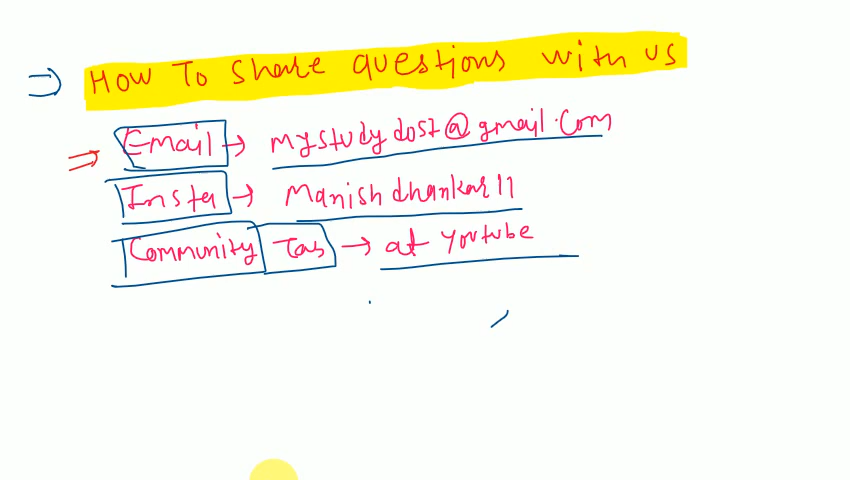 ⇒ How To Share questions with us
⇒ Email → mystudydost@gmail.com
Insta → Manishdhankar11
Community Tab → at youtube